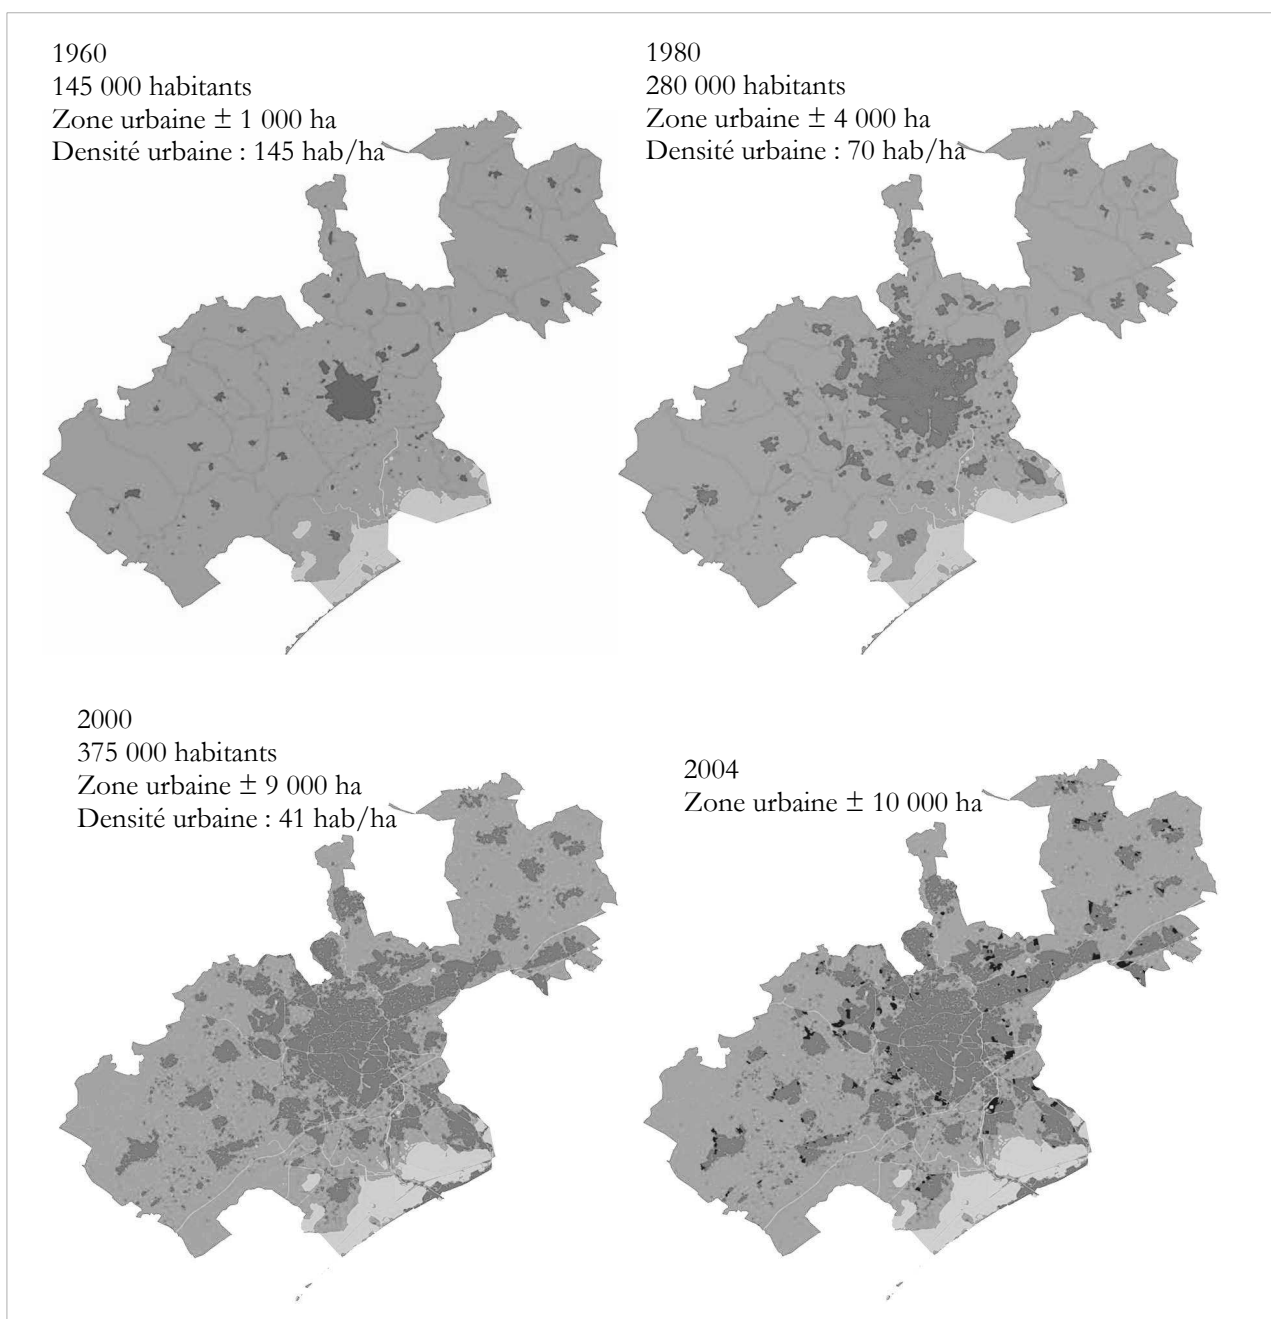 1960
145 000 habitants
Zone urbaine ± 1 000 ha
Densité urbaine : 145 hab/ha
1980
280 000 habitants
Zone urbaine ± 4 000 ha
Densité urbaine : 70 hab/ha
2000
375 000 habitants
Zone urbaine ± 9 000 ha
Densité urbaine : 41 hab/ha
2004
Zone urbaine ± 10 000 ha